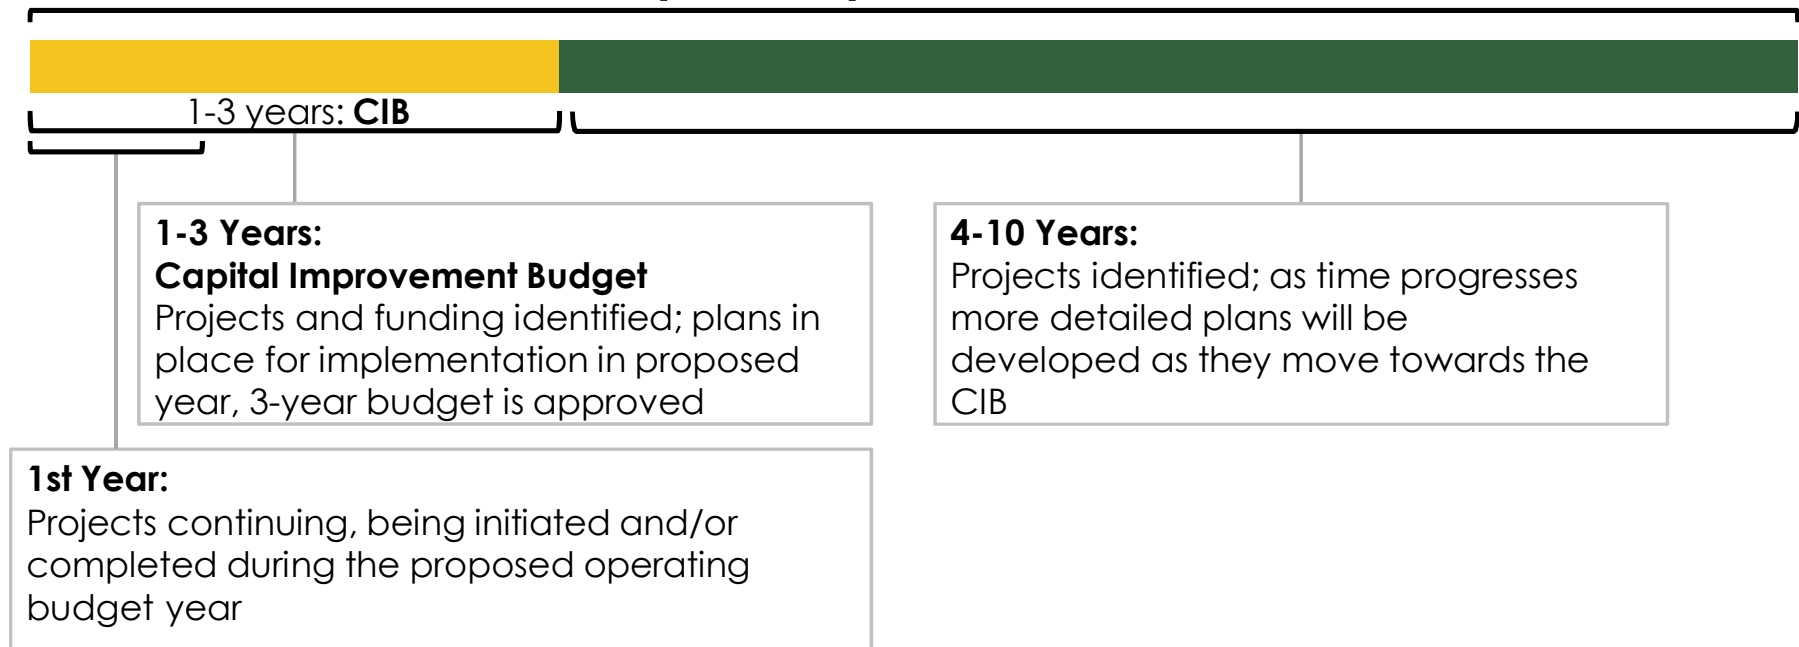 1-3 years: CIB
1-3 Years:
Capital Improvement Budget
Projects and funding identified; plans in
place for implementation in proposed
year, 3-year budget is approved
4-10 Years:
Projects identified; as time progresses
more detailed plans will be
developed as they move towards the
CIB
1st Year:
Projects continuing, being initiated and/or
completed during the proposed operating
budget year